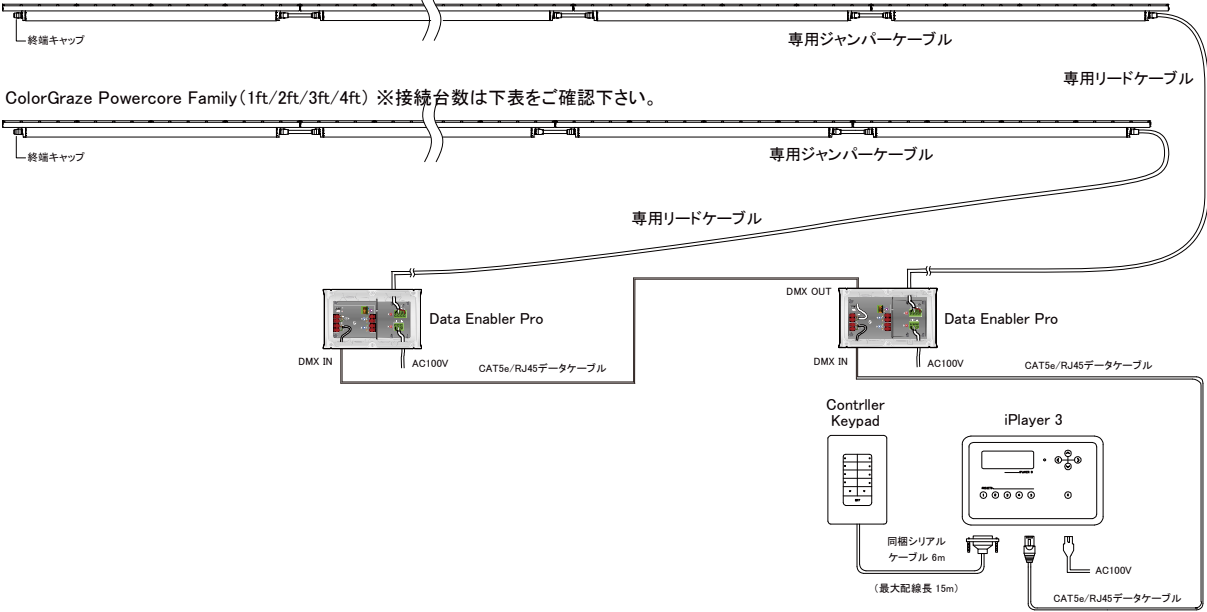 終端キャップ
専用ジャンパーケーブル
専用リードケーブル
ColorGraze Powercore Family(1ft/2ft/3ft/4ft) ※接続台数は下表をご確認下さい。
終端キャップ
専用ジャンパーケーブル
専用リードケーブル
DMX OUT
Data Enabler Pro
Data Enabler Pro
DMX IN
AC100V
CAT5e/RJ45データケーブル
DMX IN
AC100V
CAT5e/RJ45データケーブル
Contrller
Keypad
iPlayer 3
同梱シリアル
ケーブル 6m
(最大配線長 15m)
AC100V
CAT5e/RJ45データケーブル